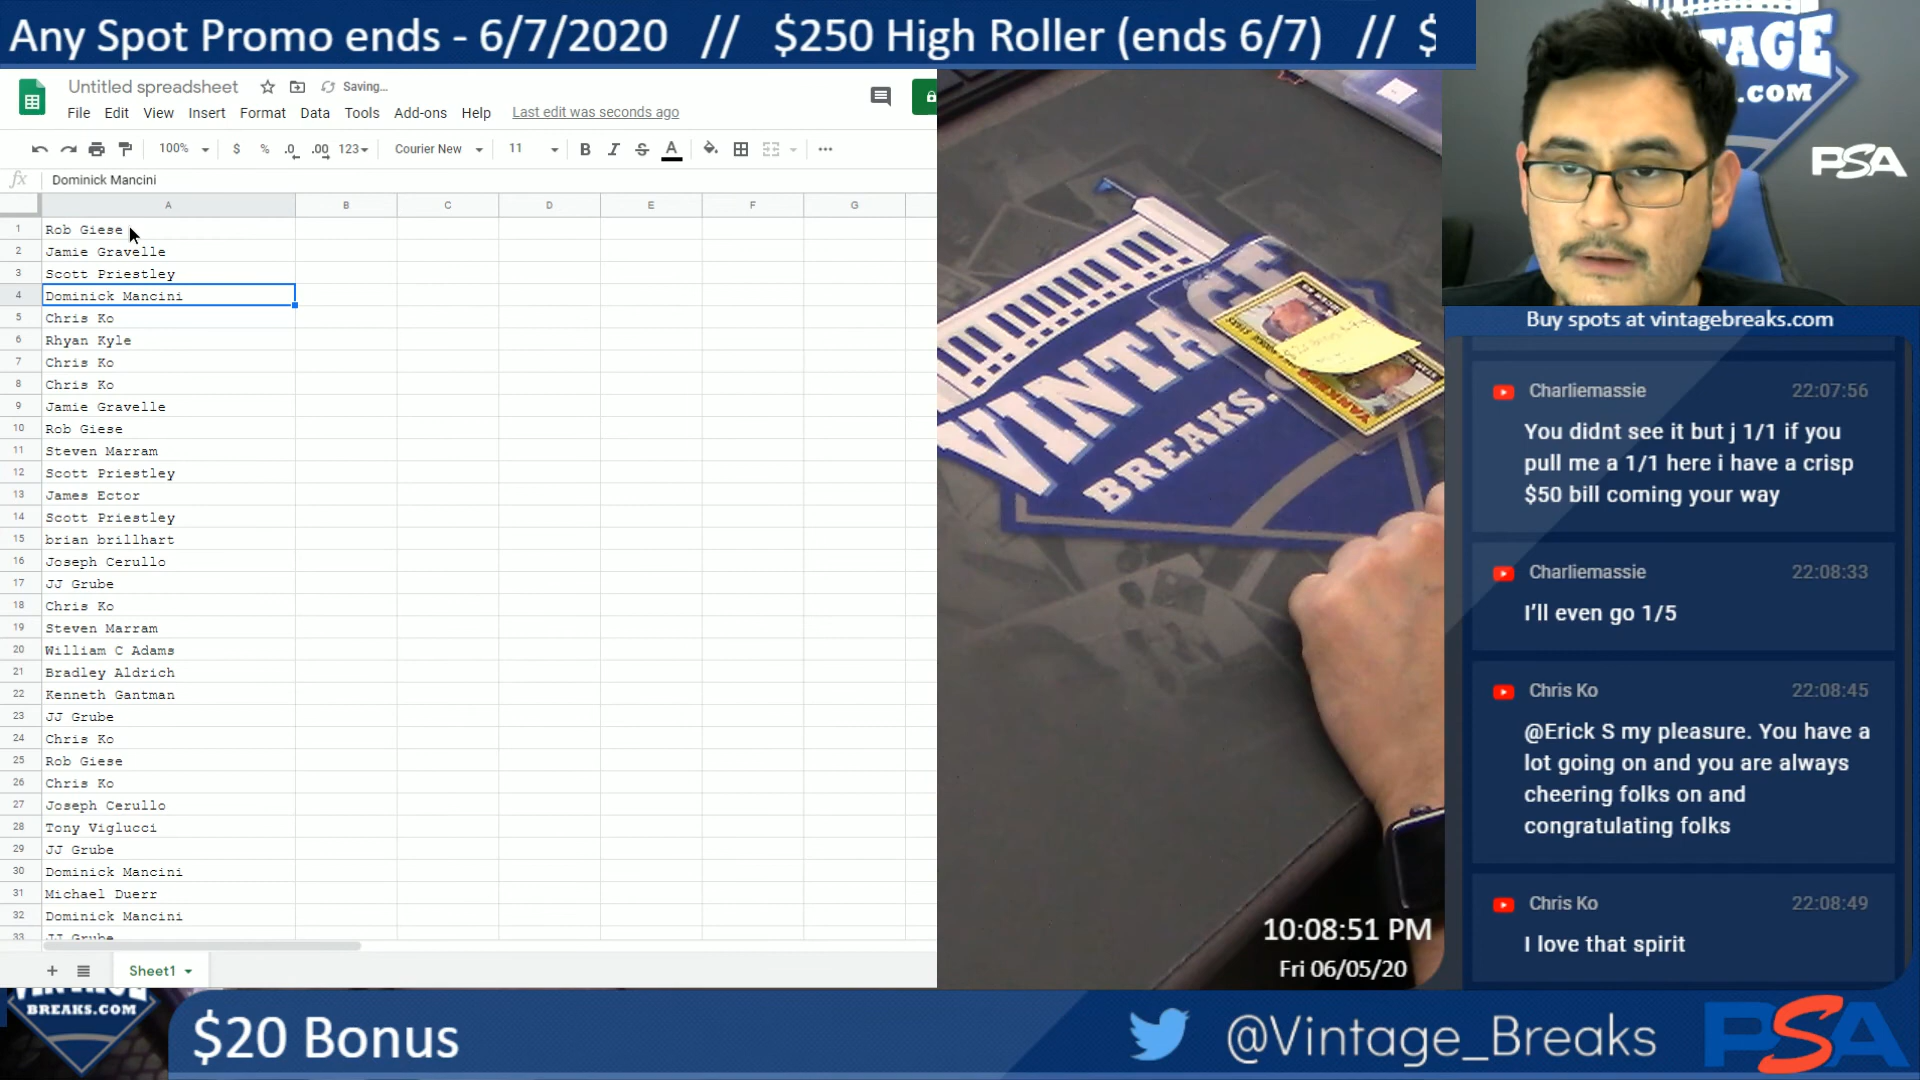 Any Spot Promo ends - 6/7/2020 // $250 High Roller (ends 6/7) // $
Untitled spreadsheet
Saving...
File Edit View Insert Format Data Tools Add-ons Help Last edit was seconds ago
100% $ % .0 .00 123 Courier New 11 B I S A
fx Dominick Mancini
A B C D E F G
1 Rob Giese
2 Jamie Gravelle
3 Scott Priestley
4 Dominick Mancini
5 Chris Ko
6 Rhyan Kyle
7 Chris Ko
8 Chris Ko
9 Jamie Gravelle
10 Rob Giese
11 Steven Marram
12 Scott Priestley
13 James Ector
14 Scott Priestley
15 brian brillhart
16 Joseph Cerullo
17 JJ Grube
18 Chris Ko
19 Steven Marram
20 William C Adams
21 Bradley Aldrich
22 Kenneth Gantman
23 JJ Grube
24 Chris Ko
25 Rob Giese
26 Chris Ko
27 Joseph Cerullo
28 Tony Viglucci
29 JJ Grube
30 Dominick Mancini
31 Michael Duerr
32 Dominick Mancini
33 JJ Grube
Sheet1
VINTAGE
BREAKS.
YANKEES
10:08:51 PM
Fri 06/05/20
TAGE
.COM
PSA
Buy spots at vintagebreaks.com
Charliemassie 22:07:56
You didnt see it but j 1/1 if you
pull me a 1/1 here i have a crisp
$50 bill coming your way
Charliemassie 22:08:33
I'll even go 1/5
Chris Ko 22:08:45
@Erick S my pleasure. You have a
lot going on and you are always
cheering folks on and
congratulating folks
Chris Ko 22:08:49
I love that spirit
VINTAGE
BREAKS.COM
$20 Bonus
@Vintage_Breaks
PSA